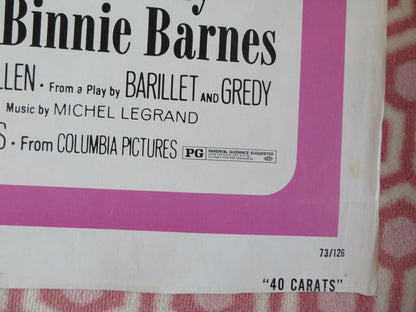 y
Binnie Barnes
LLEN • From a Play by BARILLET AND GREDY
Music by MICHEL LEGRAND
S • From COLUMBIA PICTURES PG PARENTAL GUIDANCE SUGGESTED
73/126
"40 CARATS"